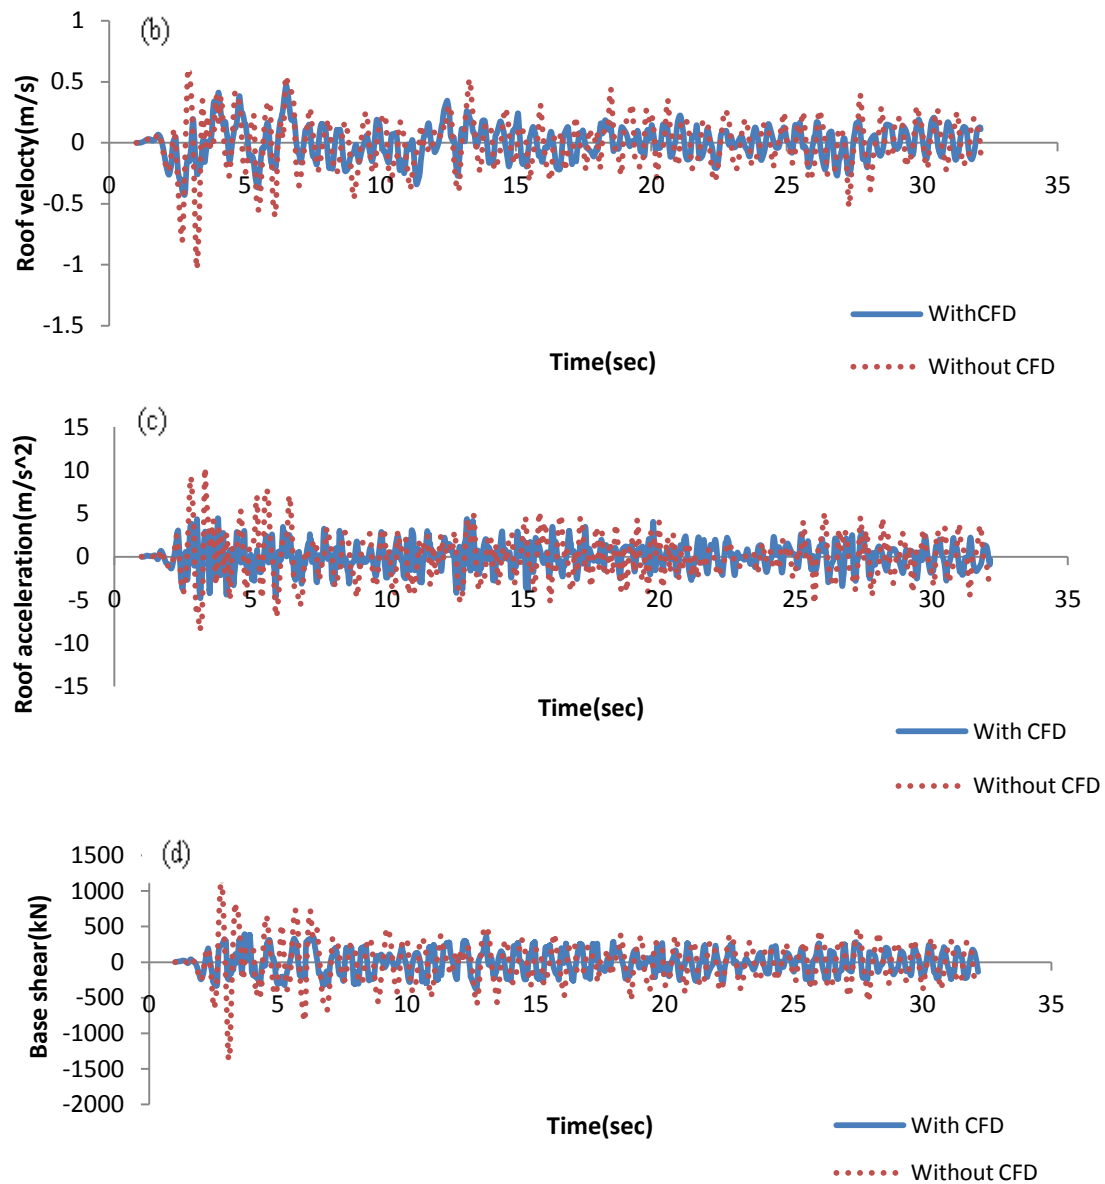 (b)
1
0.5
0
-0.5
-1
-1.5
Roof velocty(m/s)
0 5 10 15 20 25 30 35
Time(sec)
WithCFD
Without CFD
(c)
15
10
5
0
-5
-10
-15
Roof acceleration(m/s^2)
0 5 10 15 20 25 30 35
Time(sec)
With CFD
Without CFD
(d)
1500
1000
500
0
-500
-1000
-1500
-2000
Base shear(kN)
0 5 10 15 20 25 30 35
Time(sec)
With CFD
Without CFD